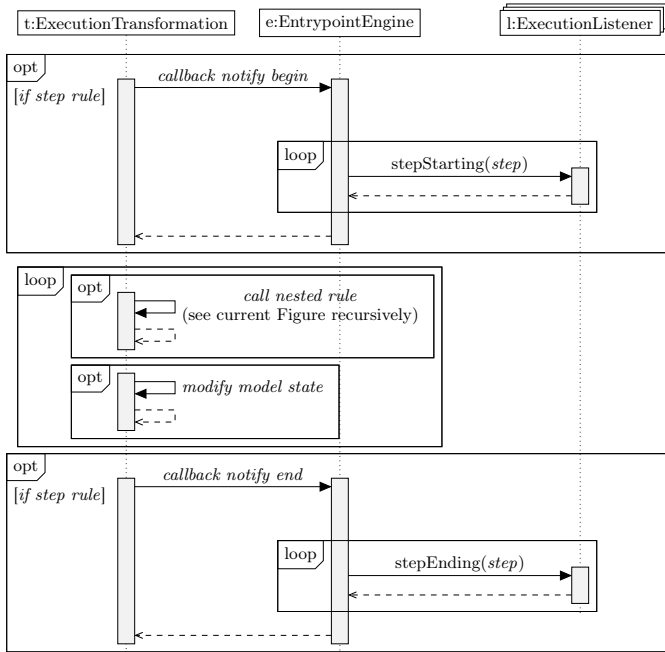 t:ExecutionTransformation e:EntrypointEngine l:ExecutionListener
opt
[if step rule]
callback notify begin
loop
stepStarting(step)
loop
opt
call nested rule
(see current Figure recursively)
opt
modify model state
opt
[if step rule]
callback notify end
loop
stepEnding(step)